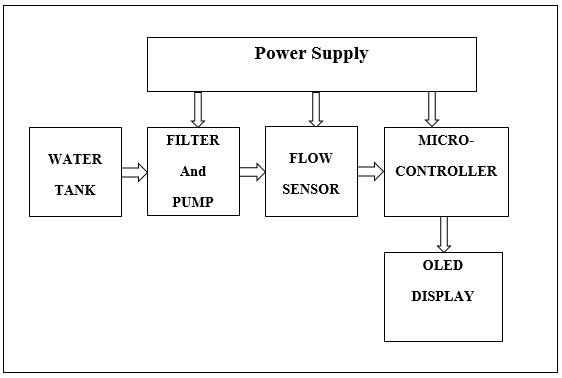 Power Supply
WATER
TANK
FILTER
And
PUMP
FLOW
SENSOR
MICRO-
CONTROLLER
OLED
DISPLAY